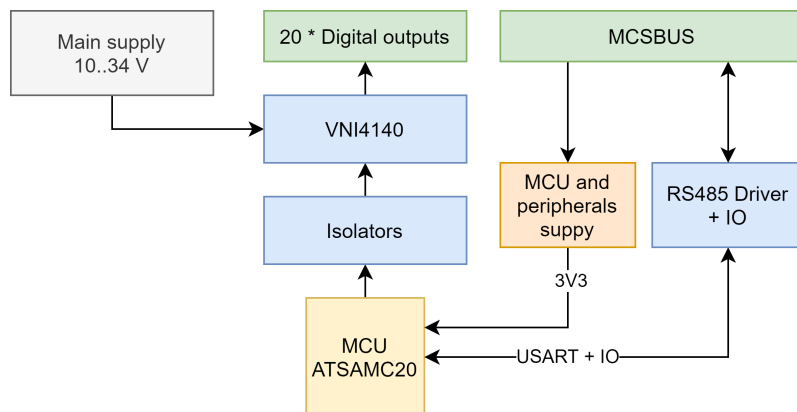 Main supply
10..34 V
20 * Digital outputs
MCSBUS
VNI4140
MCU and
peripherals
suppy
RS485 Driver
+ IO
Isolators
3V3
MCU
ATSAMC20
USART + IO